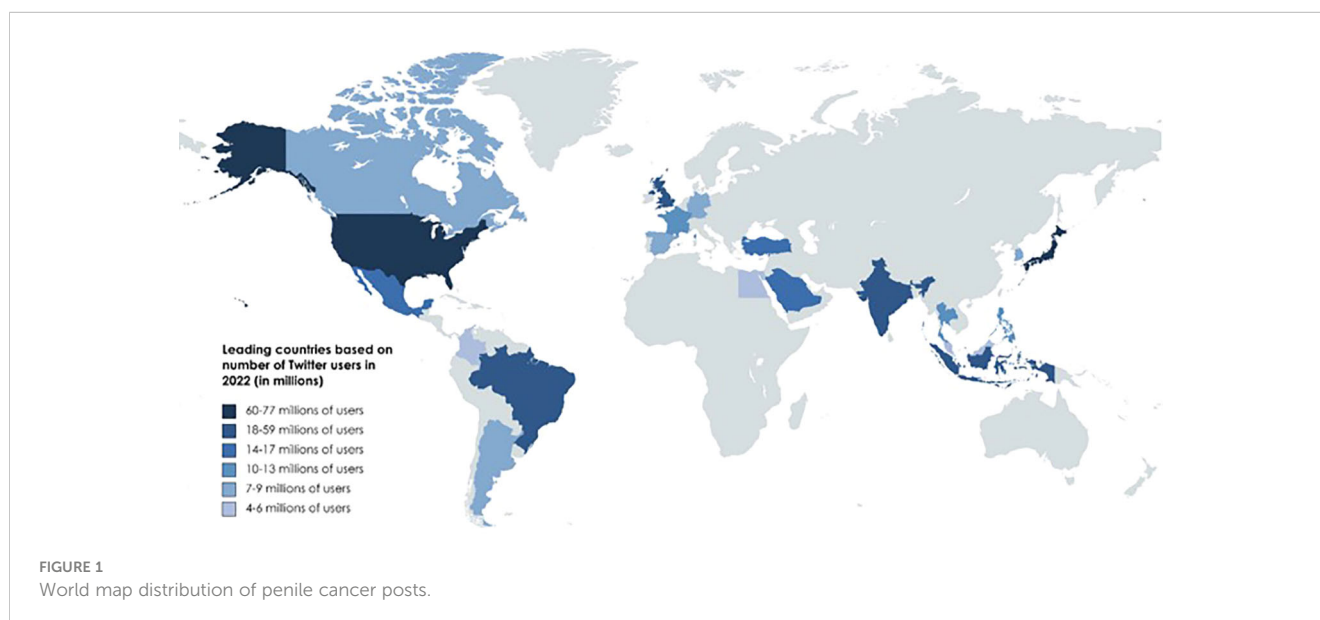 Leading countries based on
number of Twitter users in
2022 (in millions)
60-77 millions of users
18-59 millions of users
14-17 millions of users
10-13 millions of users
7-9 millions of users
4-6 millions of users
FIGURE 1
World map distribution of penile cancer posts.